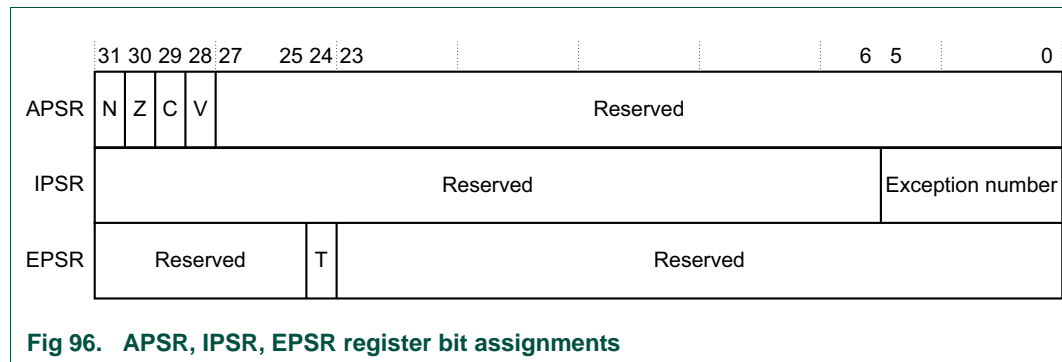 31 30 29 28 27 25 24 23 6 5 0
APSR N Z C V Reserved
IPSR Reserved Exception number
EPSR Reserved T Reserved
Fig 96. APSR, IPSR, EPSR register bit assignments